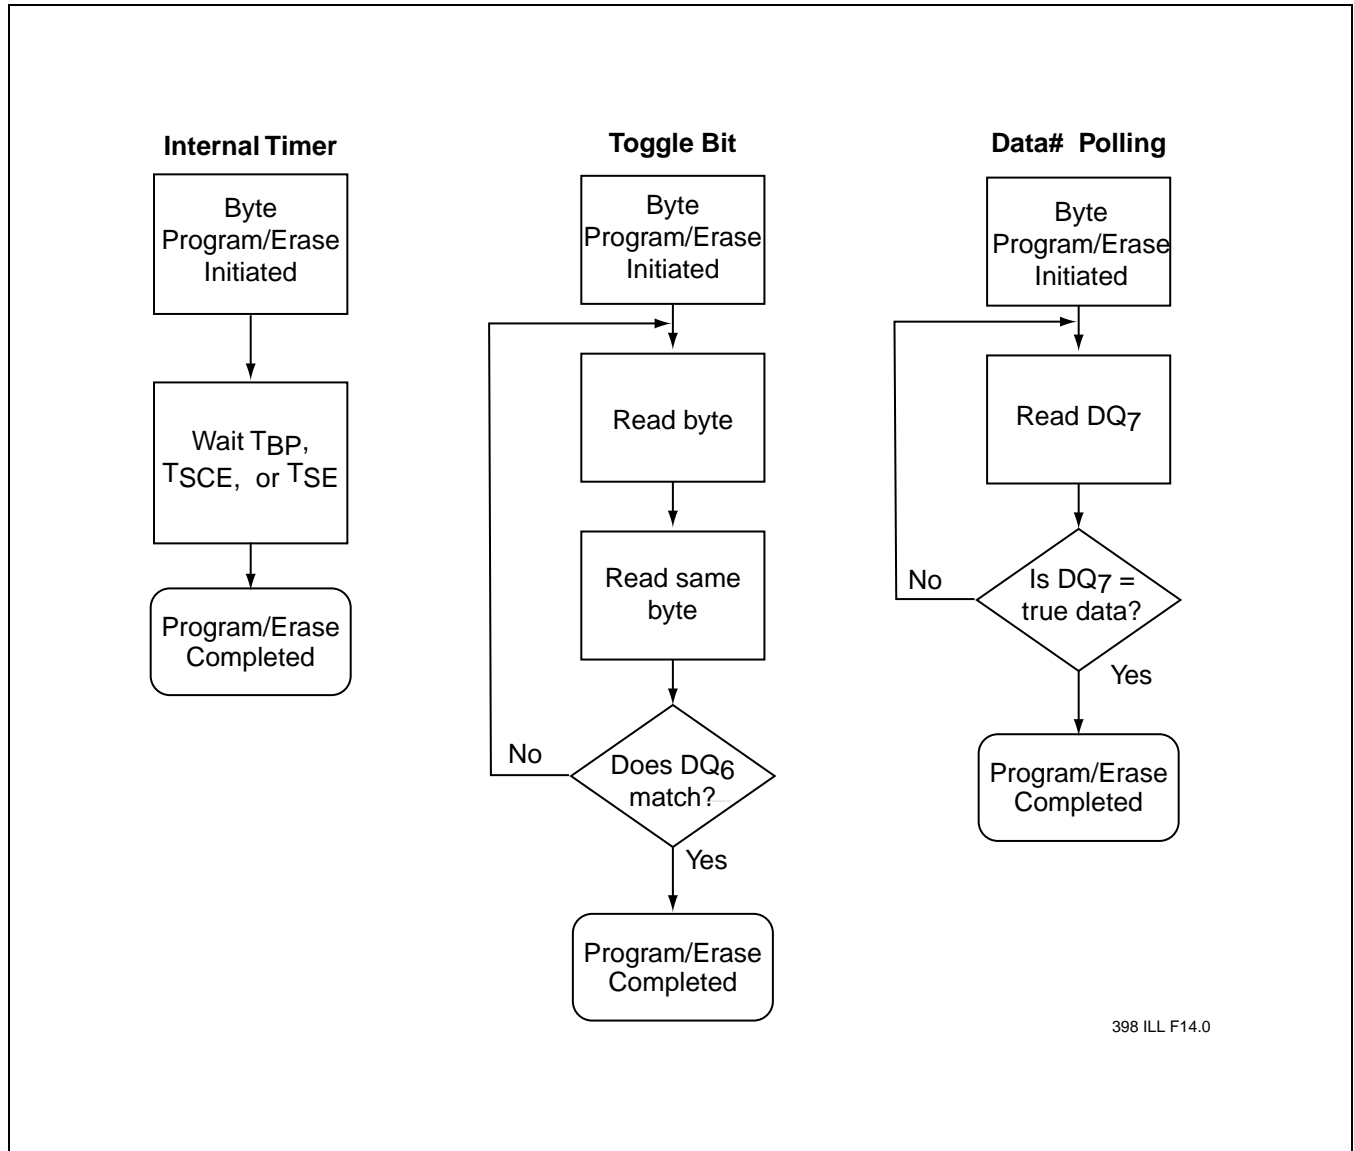 Internal Timer
Byte
Program/Erase
Initiated
Wait TBP,
TSCE, or TSE
Program/Erase
Completed
Toggle Bit
Byte
Program/Erase
Initiated
Read byte
Read same
byte
No
Does DQ6
match?
Yes
Program/Erase
Completed
Data# Polling
Byte
Program/Erase
Initiated
Read DQ7
No
Is DQ7 =
true data?
Yes
Program/Erase
Completed
398 ILL F14.0